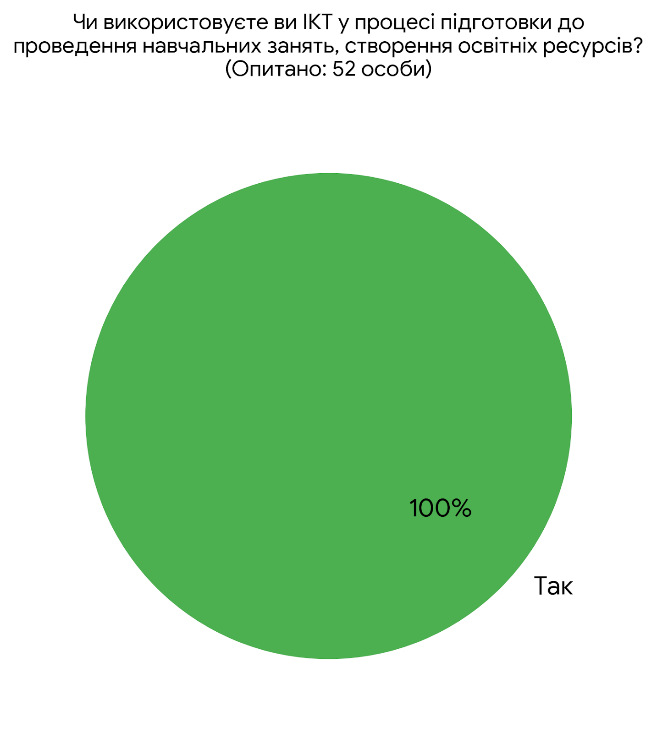 Чи використовуєте ви ІКТ у процесі підготовки до
проведення навчальних занять, створення освітніх ресурсів?
(Опитано: 52 особи)
100%
Так